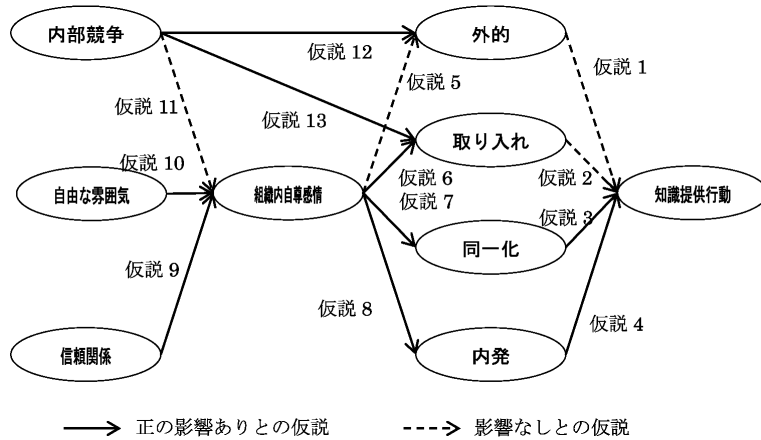 内部競争
外的
仮説 12
仮説 1
仮説 5
仮説 11
仮説 13
取り入れ
仮説 10
仮説 6
仮説 2
自由な雰囲気
組織内自尊感情
知識提供行動
仮説 7
仮説 3
同一化
仮説 9
仮説 8
仮説 4
信頼関係
内発
正の影響ありとの仮説
影響なしとの仮説